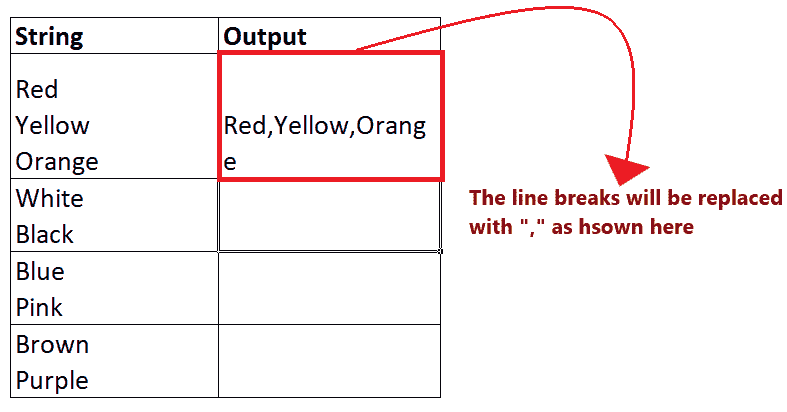 String Output
Red
Yellow
Orange
Red,Yellow,Orang
e
White
Black
Blue
Pink
Brown
Purple
The line breaks will be replaced
with "," as hsown here